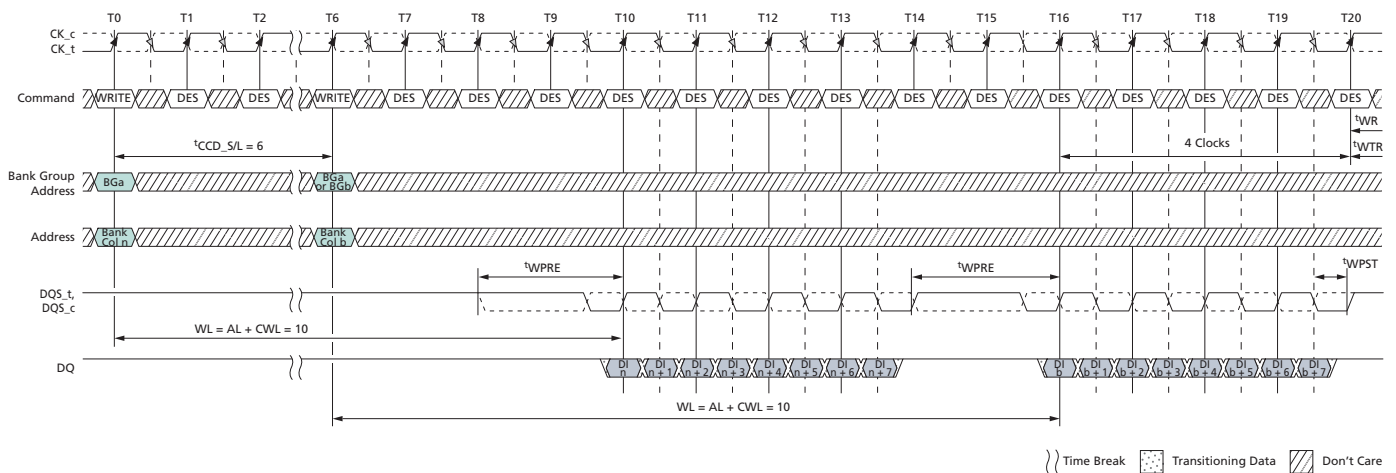 T0 T1 T2 T6 T7 T8 T9 T10 T11 T12 T13 T14 T15 T16 T17 T18 T19 T20
CK_c
CK_t
Command WRITE DES DES WRITE DES DES DES DES DES DES DES DES DES DES DES DES DES DES
tWR
tCCD_S/L = 6
4 Clocks
tWTR
Bank Group
Address
BGa
BGa
or BGb
Address
Bank
Col n
Bank
Col b
tWPRE
tWPRE
tWPST
DQS_t,
DQS_c
WL = AL + CWL = 10
DQ
DI
n
DI
n + 1
DI
n + 2
DI
n + 3
DI
n + 4
DI
n + 5
DI
n + 6
DI
n + 7
DI
b
DI
b + 1
DI
b + 2
DI
b + 3
DI
b + 4
DI
b + 5
DI
b + 6
DI
b + 7
WL = AL + CWL = 10
Time Break Transitioning Data Don't Care